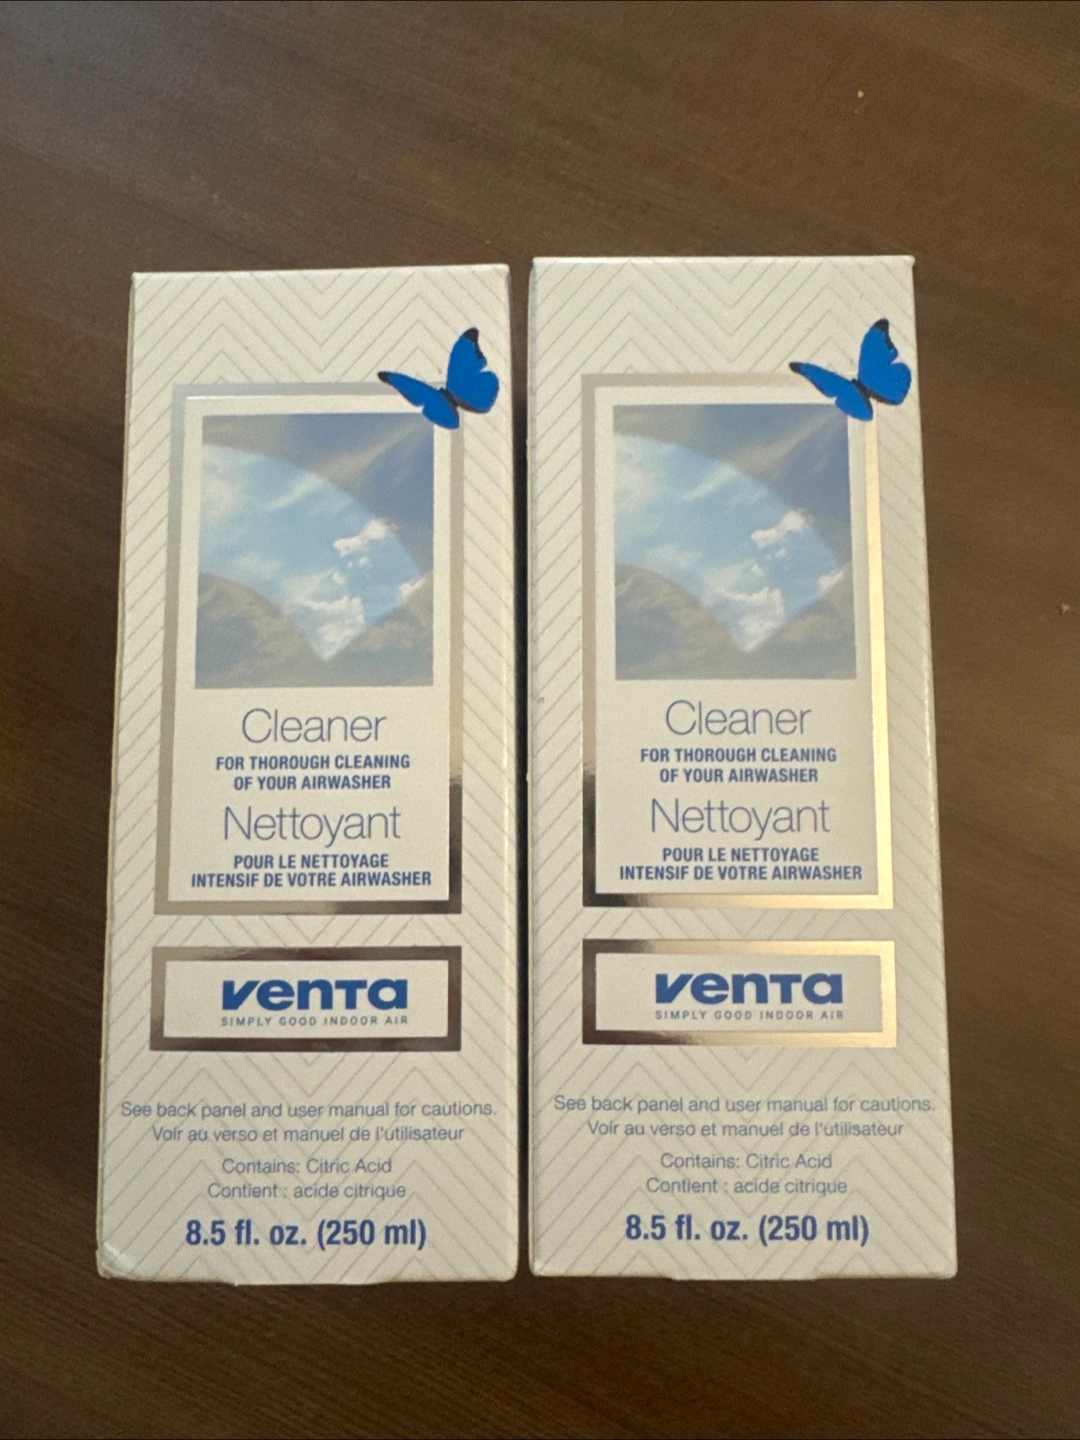 Cleaner
FOR THOROUGH CLEANING
OF YOUR AIRWASHER
Nettoyant
POUR LE NETTOYAGE
INTENSIF DE VOTRE AIRWASHER
venta
SIMPLY GOOD INDOOR AIR
See back panel and user manual for cautions.
Voir au verso et manuel de l'utilisateur
Contains: Citric Acid
Contient : acide citrique
8.5 fl. oz. (250 ml)
Cleaner
FOR THOROUGH CLEANING
OF YOUR AIRWASHER
Nettoyant
POUR LE NETTOYAGE
INTENSIF DE VOTRE AIRWASHER
venta
SIMPLY GOOD INDOOR AIR
See back panel and user manual for cautions.
Voir au verso et manuel de l'utilisateur
Contains: Citric Acid
Contient : acide citrique
8.5 fl. oz. (250 ml)